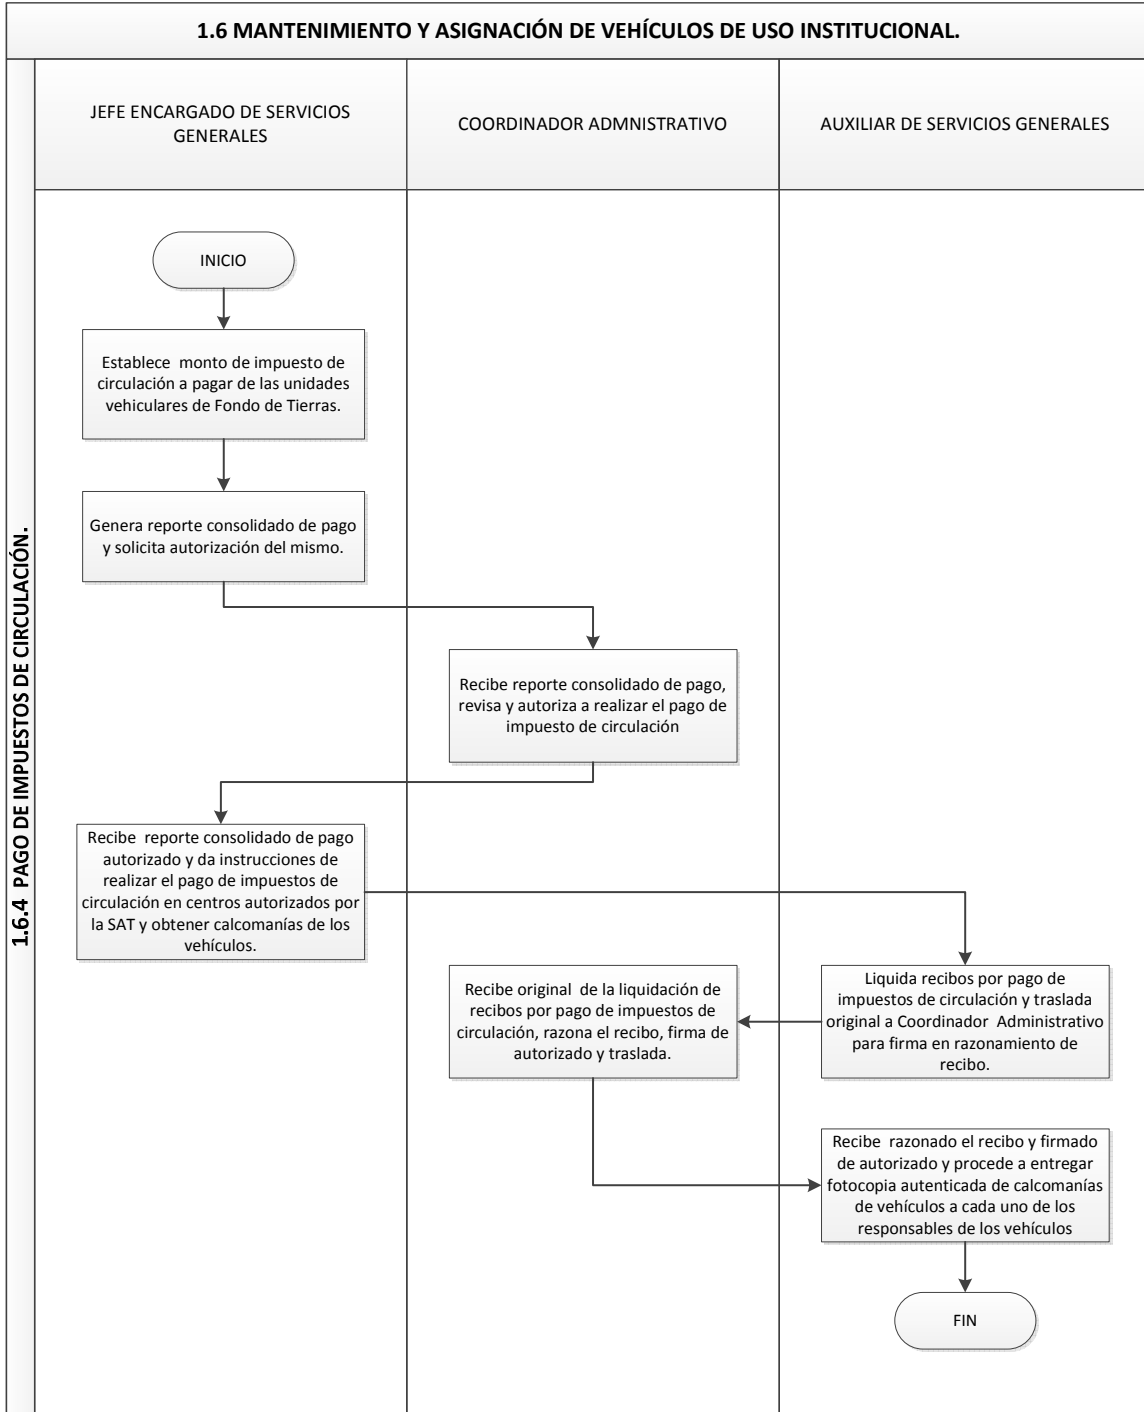 1.6 MANTENIMIENTO Y ASIGNACIÓN DE VEHÍCULOS DE USO INSTITUCIONAL.
1.6.4 PAGO DE IMPUESTOS DE CIRCULACIÓN.
JEFE ENCARGADO DE SERVICIOS
GENERALES
COORDINADOR ADMNISTRATIVO
AUXILIAR DE SERVICIOS GENERALES
INICIO
Establece monto de impuesto de
circulación a pagar de las unidades
vehiculares de Fondo de Tierras.
Genera reporte consolidado de pago
y solicita autorización del mismo.
Recibe reporte consolidado de pago,
revisa y autoriza a realizar el pago de
impuesto de circulación
Recibe reporte consolidado de pago
autorizado y da instrucciones de
realizar el pago de impuestos de
circulación en centros autorizados por
la SAT y obtener calcomanías de los
vehículos.
Liquida recibos por pago de
impuestos de circulación y traslada
original a Coordinador Administrativo
para firma en razonamiento de
recibo.
Recibe original de la liquidación de
recibos por pago de impuestos de
circulación, razona el recibo, firma de
autorizado y traslada.
Recibe razonado el recibo y firmado
de autorizado y procede a entregar
fotocopia autenticada de calcomanías
de vehículos a cada uno de los
responsables de los vehículos
FIN